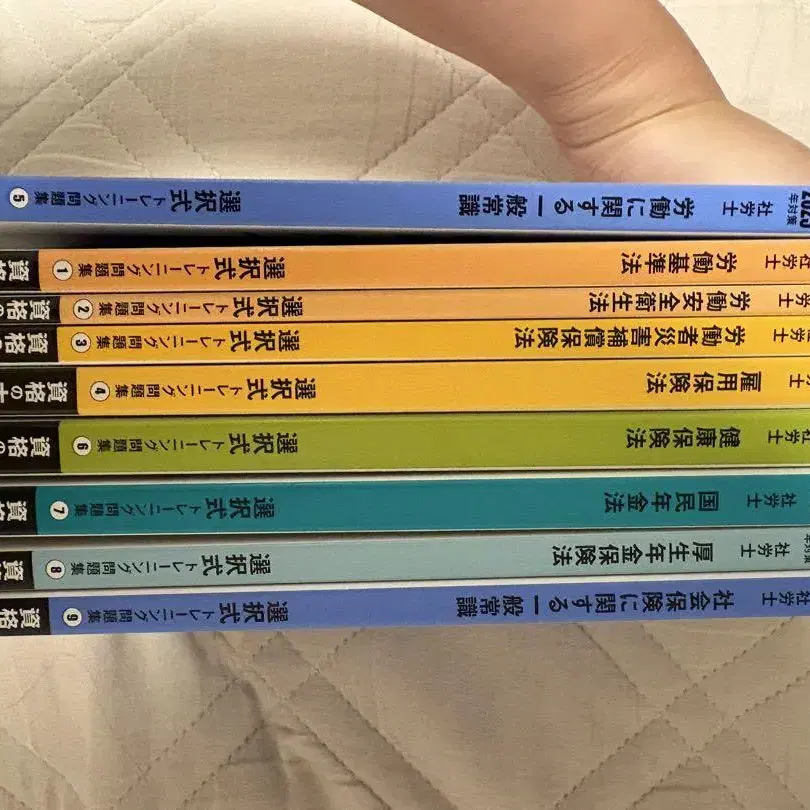 年対策 社労士 労働に関する一般常識 選択式 トレーニング問題集 5
労士 労働基準法 選択式 トレーニング問題集 1 資格
労士 労働安全衛生法 選択式 トレーニング問題集 2 資格の
労士 労働者災害補償保険法 選択式 トレーニング問題集 3 資格の
士 雇用保険法 選択式 トレーニング問題集 4 資格の
労士 健康保険法 選択式 トレーニング問題集 6 資格の
社労士 国民年金法 選択式 トレーニング問題集 7 資格
社労士 厚生年金保険法 選択式 トレーニング問題集 8 資格
労士 社会保険に関する一般常識 選択式 トレーニング問題集 9 資格